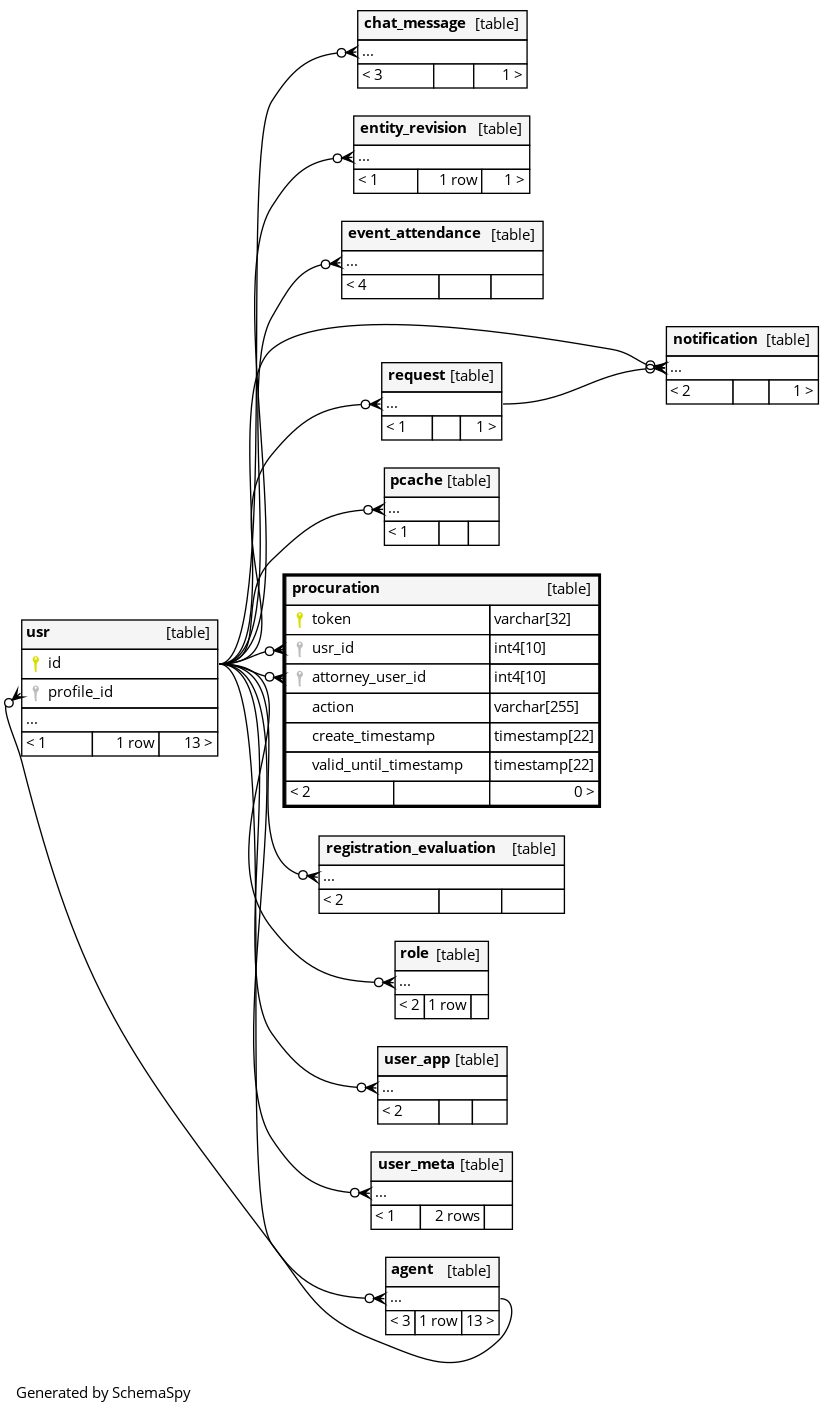 chat_message [table]
...
< 3 1 >
entity_revision [table]
...
< 1 1 row 1 >
event_attendance [table]
...
< 4
notification [table]
...
< 2 1 >
request [table]
...
< 1 1 >
pcache [table]
...
< 1
procuration [table]
token varchar[32]
usr_id int4[10]
attorney_user_id int4[10]
action varchar[255]
create_timestamp timestamp[22]
valid_until_timestamp timestamp[22]
< 2 0 >
usr [table]
id
profile_id
...
< 1 1 row 13 >
registration_evaluation [table]
...
< 2
role [table]
...
< 2 1 row
user_app [table]
...
< 2
user_meta [table]
...
< 1 2 rows
agent [table]
...
< 3 1 row 13 >
Generated by SchemaSpy